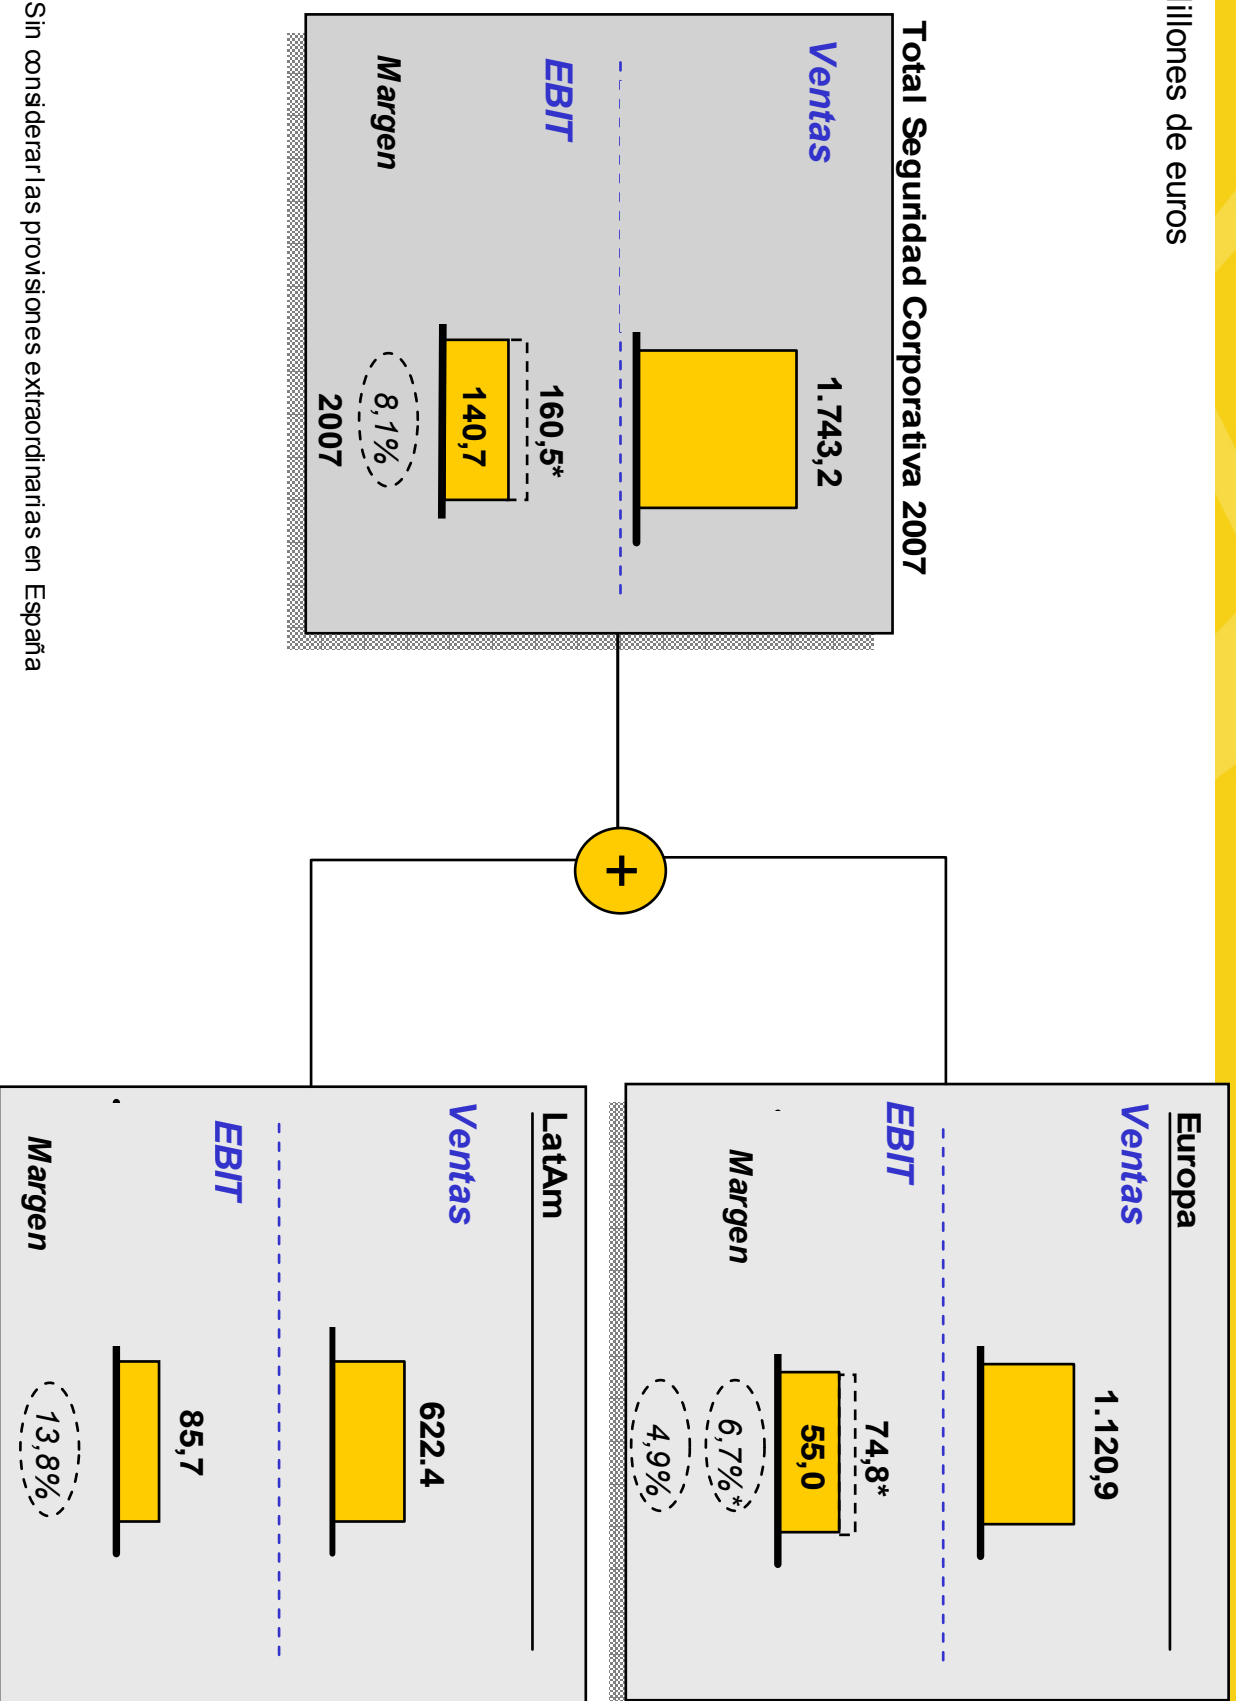 illones de euros
Total Seguridad Corporativa 2007
Ventas
1.743,2
EBIT
160,5*
140,7
Margen
8,1%
2007
+
Europa
Ventas
1.120,9
EBIT
74,8*
55,0
Margen
6,7%*
4,9%
LatAm
Ventas
622.4
EBIT
85,7
Margen
13,8%
Sin considerar las provisiones extraordinarias en España